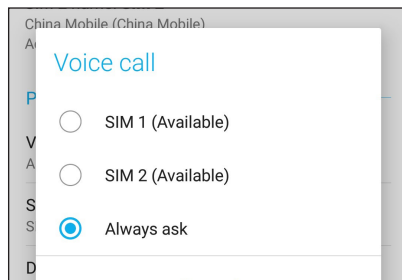 China Mobile (China Mobile)
Voice call
P
SIM 1 (Available)
V
A
SIM 2 (Available)
S
S
Always ask
D